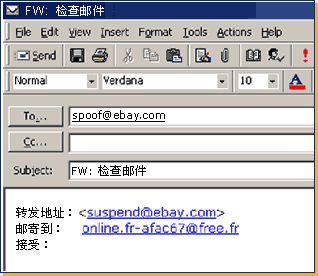 FW: 检查邮件
File Edit View Insert Format Tools Actions Help
Send
Normal Verdana 10 A
To... spoof@ebay.com
Cc...
Subject: FW: 检查邮件
转发地址：<suspend@ebay.com>
邮寄到： online.fr-afac67@free.fr
接受：